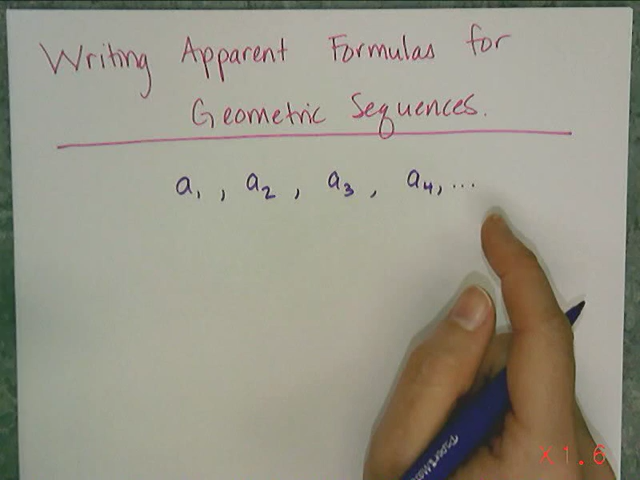 Writing Apparent Formulas for
Geometric Sequences.
a₁ , a₂ , a₃ , a₄, ...
x1.6